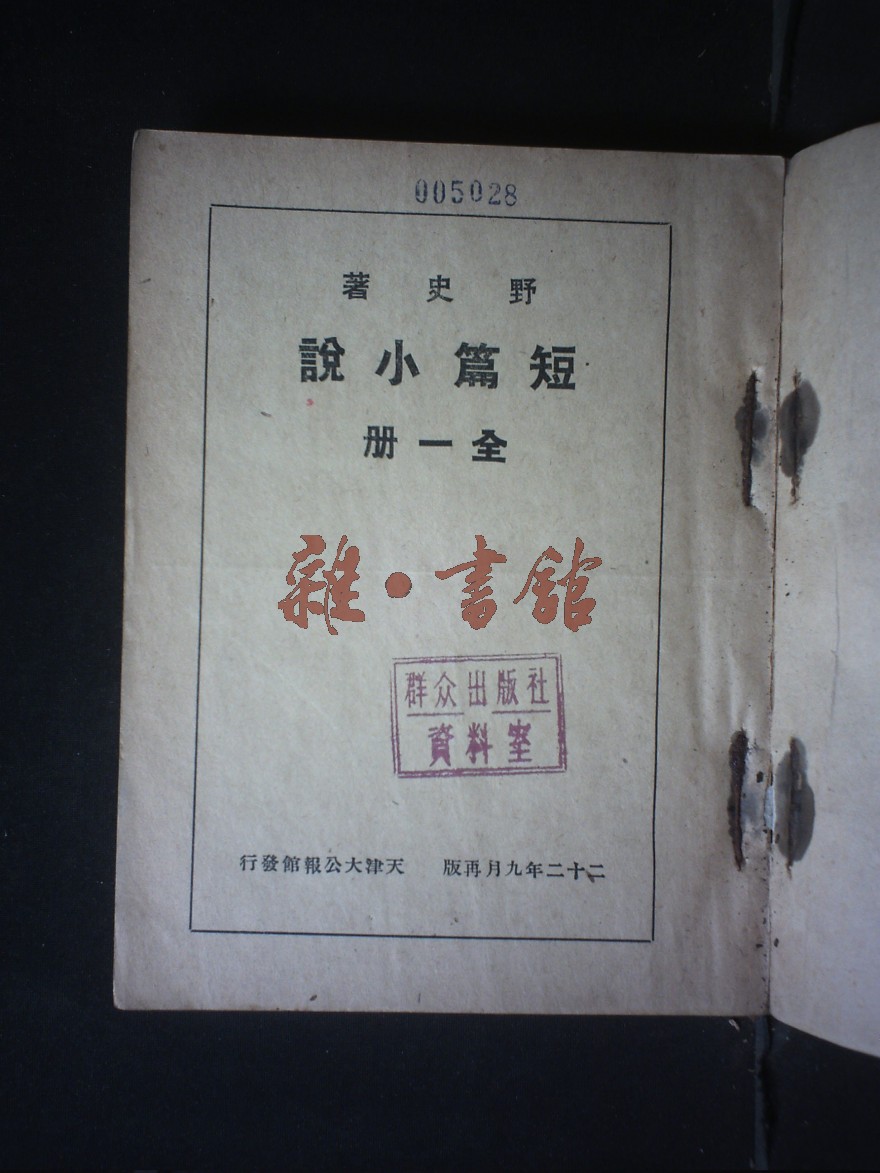 005028
野史著
短篇小說
全一册
雜·書館
群众出版社
資料室
二十二年九月再版 天津大公報館發行